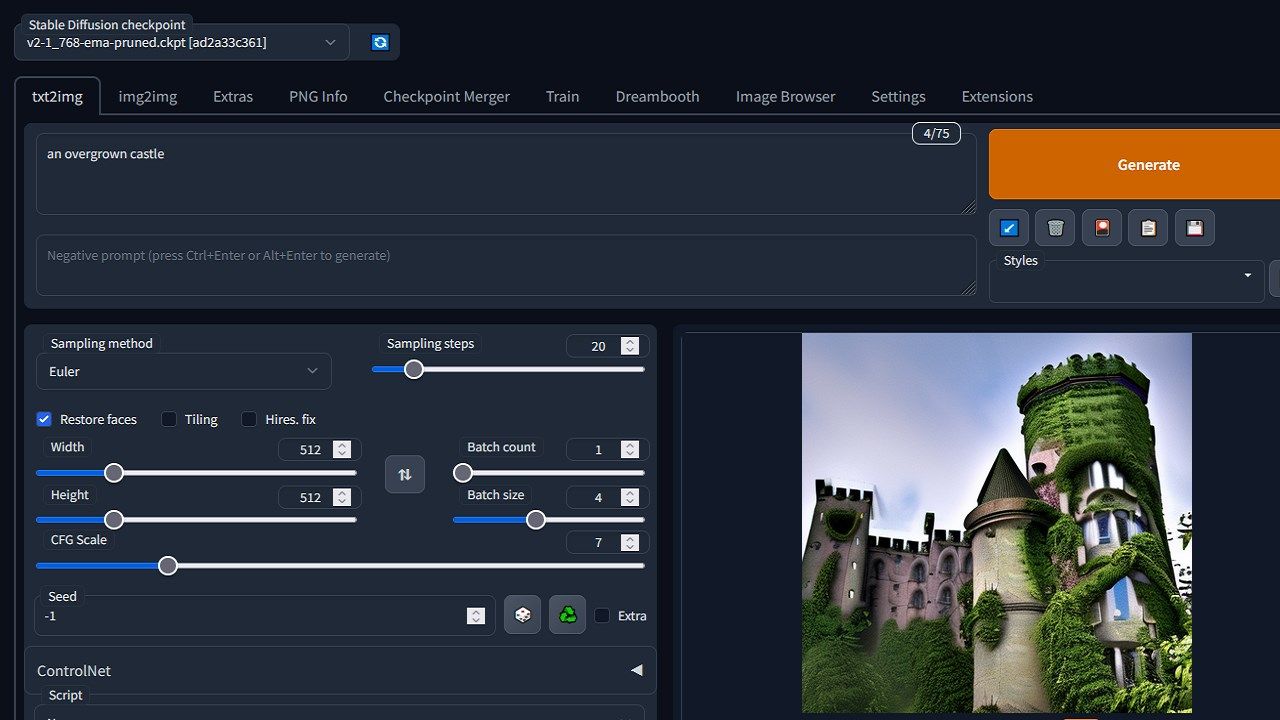 Stable Diffusion checkpoint
v2-1_768-ema-pruned.ckpt [ad2a33c361]
txt2img img2img Extras PNG Info Checkpoint Merger Train Dreambooth Image Browser Settings Extensions
4/75
an overgrown castle
Generate
Negative prompt (press Ctrl+Enter or Alt+Enter to generate)
Styles
Sampling method
Euler
Sampling steps
20
Restore faces Tiling Hires. fix
Width
512
Batch count
1
Height
512
Batch size
4
CFG Scale
7
Seed
-1
Extra
ControlNet
Script